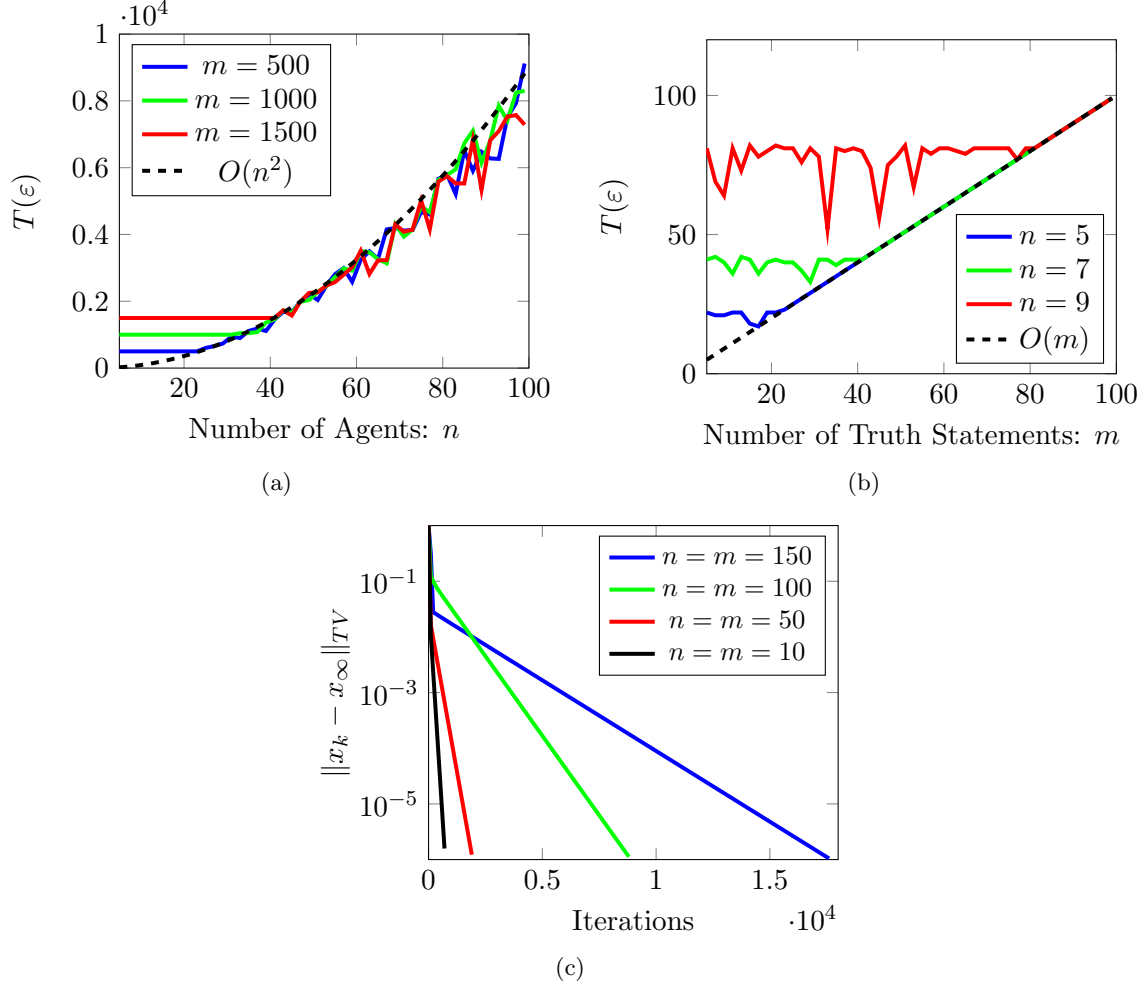 ·10^4
1
0.8
0.6
0.4
0.2
0
T(ε)
m = 500
m = 1000
m = 1500
O(n^2)
20 40 60 80 100
Number of Agents: n
(a)
100
50
0
T(ε)
n = 5
n = 7
n = 9
O(m)
20 40 60 80 100
Number of Truth Statements: m
(b)
10^−1
10^−3
10^−5
||x_k − x_∞||_TV
n = m = 150
n = m = 100
n = m = 50
n = m = 10
0 0.5 1 1.5
·10^4
Iterations
(c)